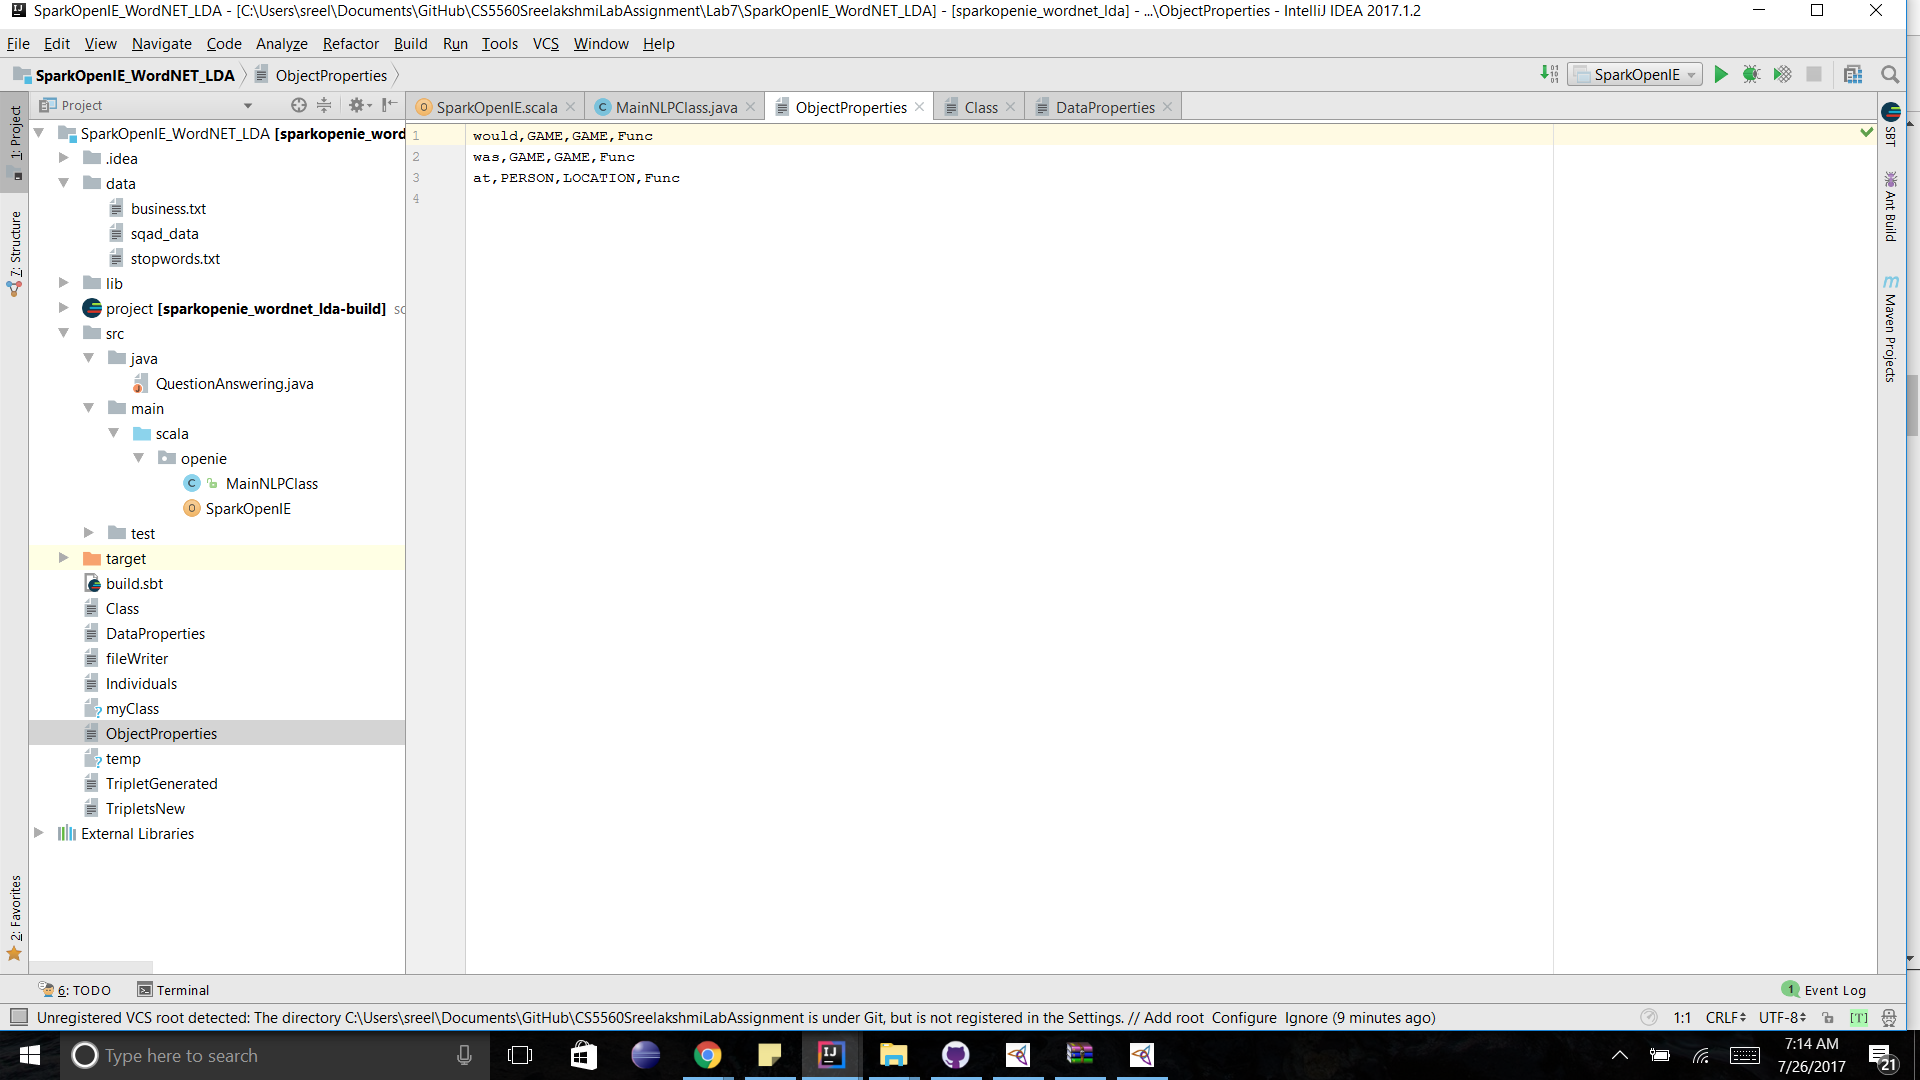 SparkOpenIE_WordNET_LDA - [C:\Users\sreel\Documents\GitHub\CS5560SreelakshmiLabAssignment\Lab7\SparkOpenIE_WordNET_LDA] - [sparkopenie_wordnet_lda] - ...\ObjectProperties - IntelliJ IDEA 2017.1.2
File Edit View Navigate Code Analyze Refactor Build Run Tools VCS Window Help
SparkOpenIE_WordNET_LDA ObjectProperties SparkOpenIE
Project SparkOpenIE.scala MainNLPClass.java ObjectProperties Class DataProperties
1: Project
7: Structure
2: Favorites
SparkOpenIE_WordNET_LDA [sparkopenie_word
.idea
data
business.txt
sqad_data
stopwords.txt
lib
project [sparkopenie_wordnet_lda-build] so
src
java
QuestionAnswering.java
main
scala
openie
MainNLPClass
SparkOpenIE
test
target
build.sbt
Class
DataProperties
fileWriter
Individuals
myClass
ObjectProperties
temp
TripletGenerated
TripletsNew
External Libraries
1 would,GAME,GAME,Func
2 was,GAME,GAME,Func
3 at,PERSON,LOCATION,Func
4
SBT
Ant Build
Maven Projects
6: TODO Terminal 1 Event Log
Unregistered VCS root detected: The directory C:\Users\sreel\Documents\GitHub\CS5560SreelakshmiLabAssignment is under Git, but is not registered in the Settings. // Add root Configure Ignore (9 minutes ago) 1:1 CRLF UTF-8 [T]
Type here to search
7:14 AM
7/26/2017
21